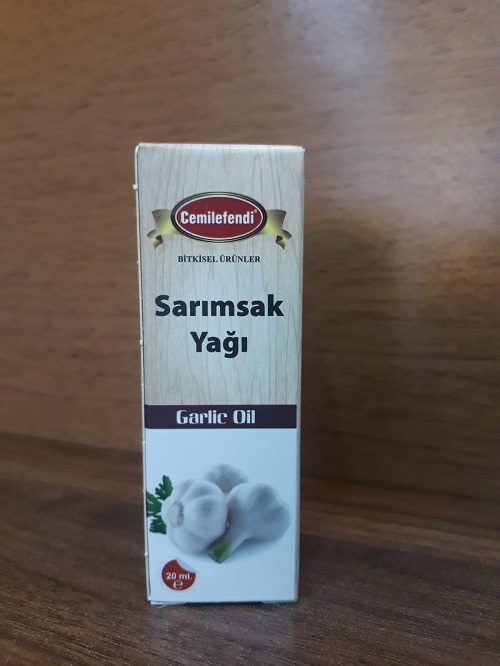 Cemilefendi®
BİTKİSEL ÜRÜNLER
Sarımsak
Yağı
Garlic Oil
20 ml.
℮